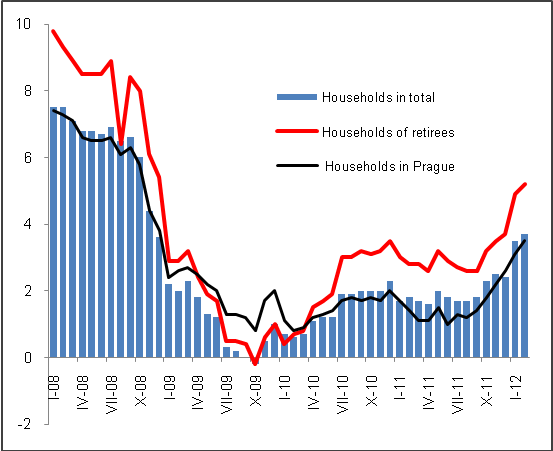 10
8
6
4
2
0
-2
Households in total
Households of retirees
Households in Prague
I-08
IV-08
VII-08
X-08
I-09
IV-09
VII-09
X-09
I-10
IV-10
VII-10
X-10
I-11
IV-11
VII-11
X-11
I-12